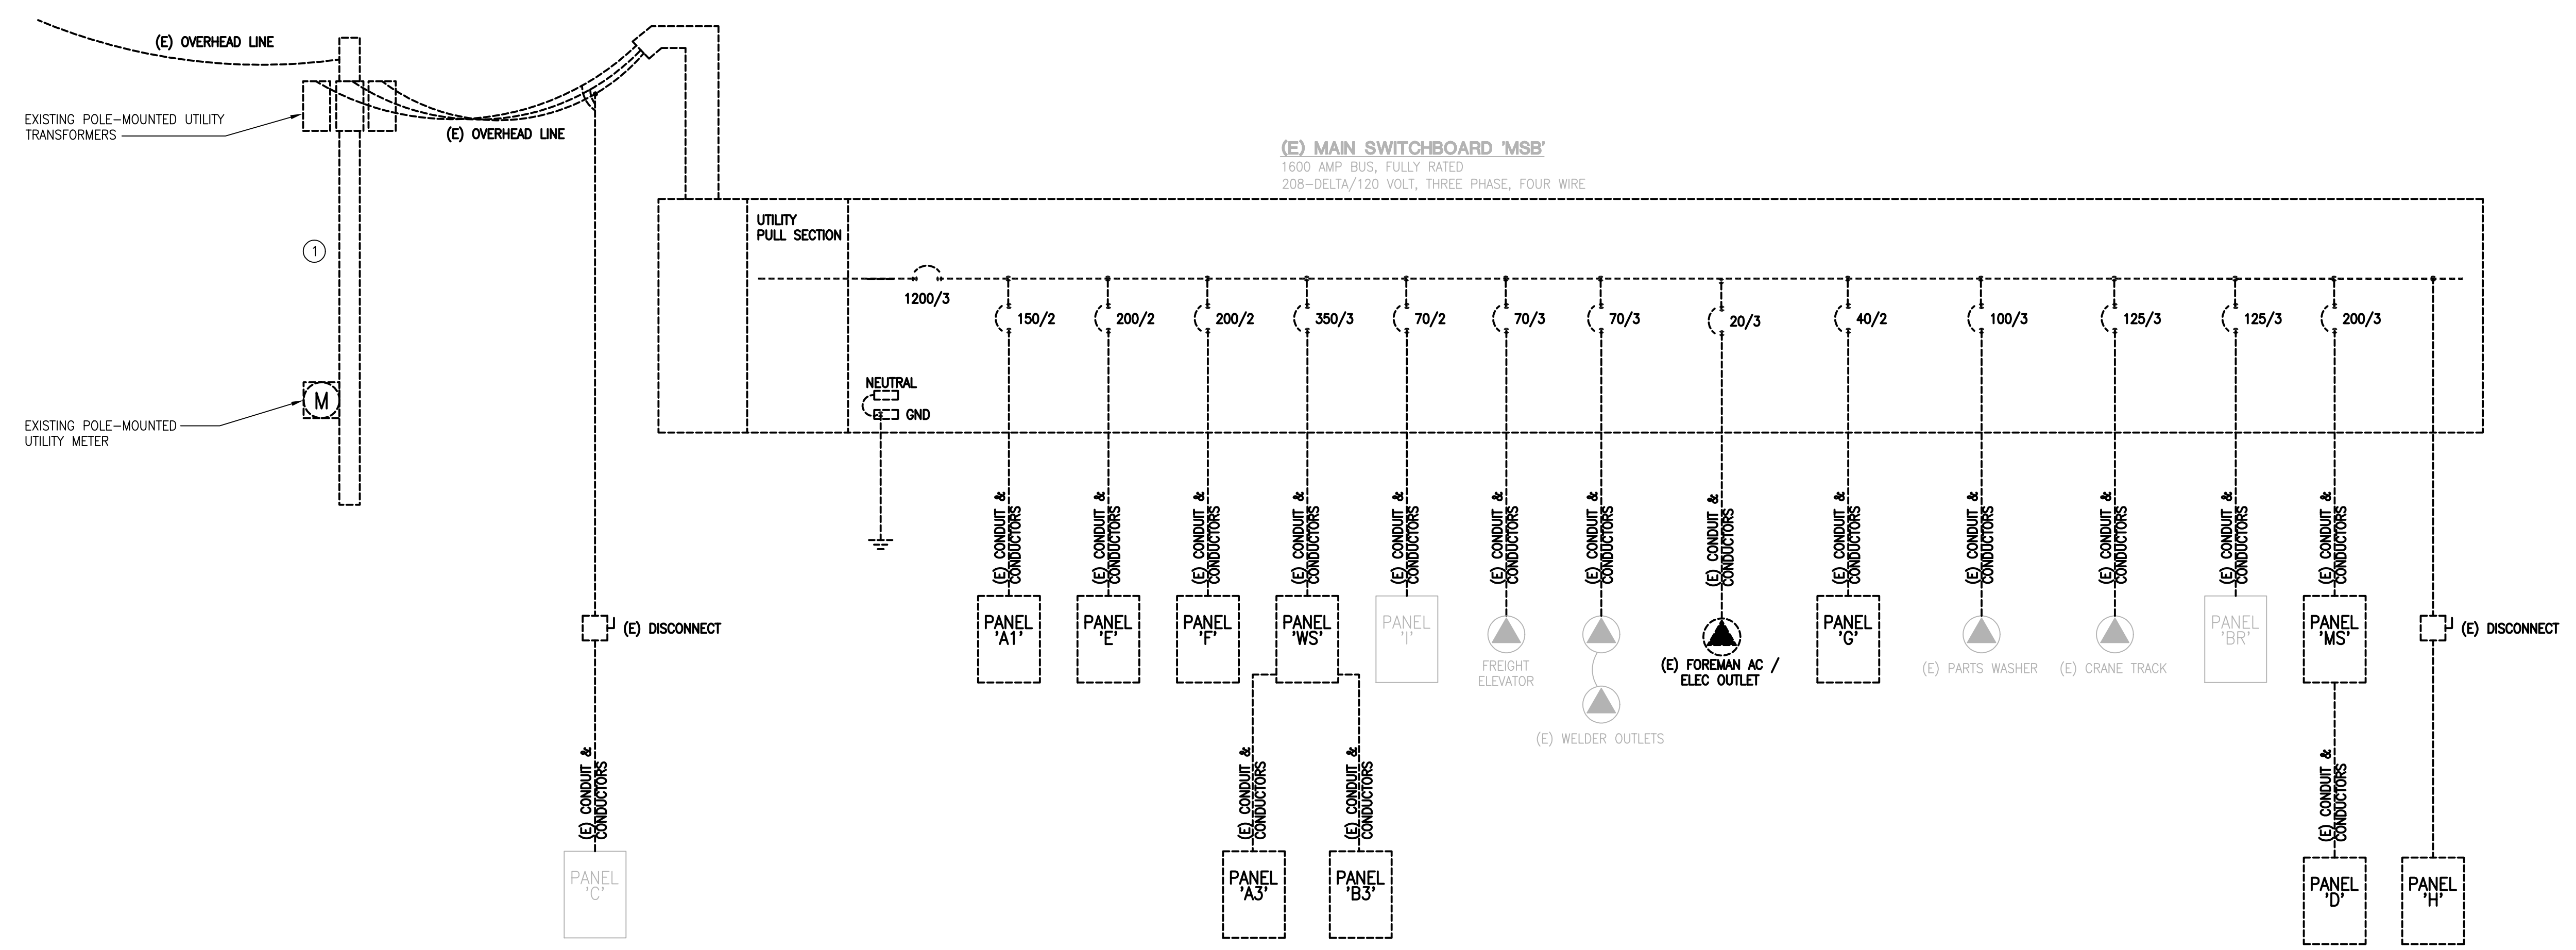 (E) OVERHEAD LINE
EXISTING POLE-MOUNTED UTILITY
TRANSFORMERS
(E) OVERHEAD LINE
1
M
EXISTING POLE-MOUNTED
UTILITY METER
(E) MAIN SWITCHBOARD 'MSB'
1600 AMP BUS, FULLY RATED
208-DELTA/120 VOLT, THREE PHASE, FOUR WIRE
UTILITY
PULL SECTION
1200/3
150/2
200/2
200/2
350/3
70/2
70/3
70/3
20/3
40/2
100/3
125/3
125/3
200/3
NEUTRAL
GND
(E) CONDUIT &
CONDUCTORS
(E) CONDUIT &
CONDUCTORS
(E) CONDUIT &
CONDUCTORS
(E) CONDUIT &
CONDUCTORS
(E) CONDUIT &
CONDUCTORS
(E) CONDUIT &
CONDUCTORS
(E) CONDUIT &
CONDUCTORS
(E) CONDUIT &
CONDUCTORS
(E) CONDUIT &
CONDUCTORS
(E) CONDUIT &
CONDUCTORS
(E) CONDUIT &
CONDUCTORS
(E) CONDUIT &
CONDUCTORS
(E) DISCONNECT
PANEL
'A1'
PANEL
'E'
PANEL
'F'
PANEL
'WS'
PANEL
'I'
FREIGHT
ELEVATOR
(E) WELDER OUTLETS
(E) FOREMAN AC /
ELEC OUTLET
PANEL
'G'
(E) PARTS WASHER
(E) CRANE TRACK
PANEL
'BR'
PANEL
'MS'
(E) DISCONNECT
(E) CONDUIT &
CONDUCTORS
(E) CONDUIT &
CONDUCTORS
(E) CONDUIT &
CONDUCTORS
(E) CONDUIT &
CONDUCTORS
(E) CONDUIT &
CONDUCTORS
PANEL
'C'
PANEL
'A3'
PANEL
'B3'
PANEL
'D'
PANEL
'H'